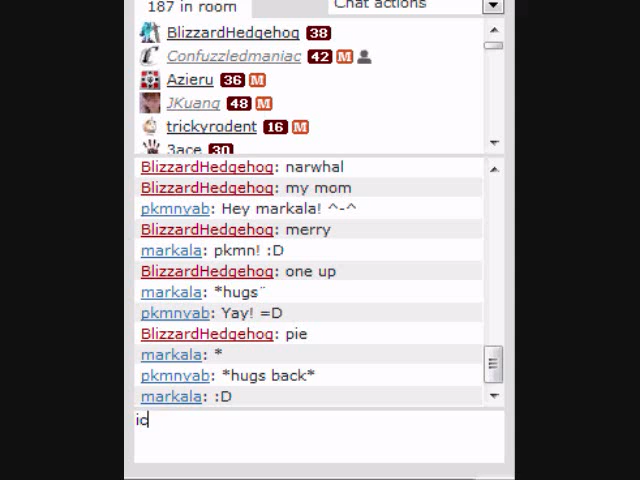 187 in room
Chat actions
BlizzardHedgehog 38
Confuzzledmaniac 42 M
Azieru 36 M
JKuang 48 M
trickyrodent 16 M
3ace 30
BlizzardHedgehog: narwhal
BlizzardHedgehog: my mom
pkmnyab: Hey markala! ^-^
BlizzardHedgehog: merry
markala: pkmn! :D
BlizzardHedgehog: one up
markala: *hugs¨
pkmnyab: Yay! =D
BlizzardHedgehog: pie
markala: *
pkmnyab: *hugs back*
markala: :D
ic